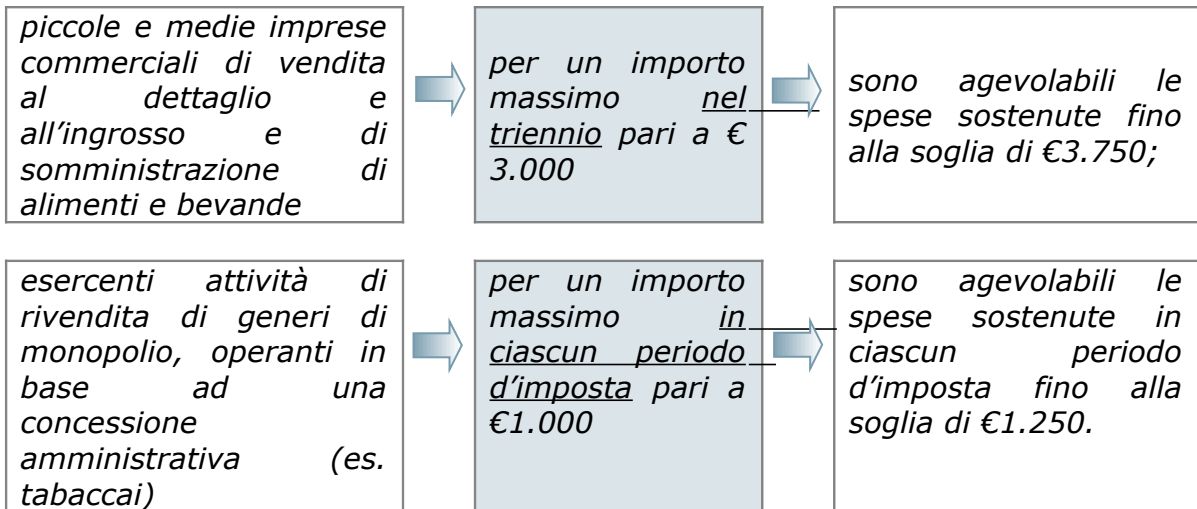 piccole e medie imprese
commerciali di vendita
al dettaglio e
all'ingrosso e di
somministrazione di
alimenti e bevande
per un importo
massimo nel
triennio pari a €
3.000
sono agevolabili le
spese sostenute fino
alla soglia di €3.750;
esercenti attività di
rivendita di generi di
monopolio, operanti in
base ad una
concessione
amministrativa (es.
tabaccai)
per un importo
massimo in
ciascun periodo
d'imposta pari a
€1.000
sono agevolabili le
spese sostenute in
ciascun periodo
d'imposta fino alla
soglia di €1.250.